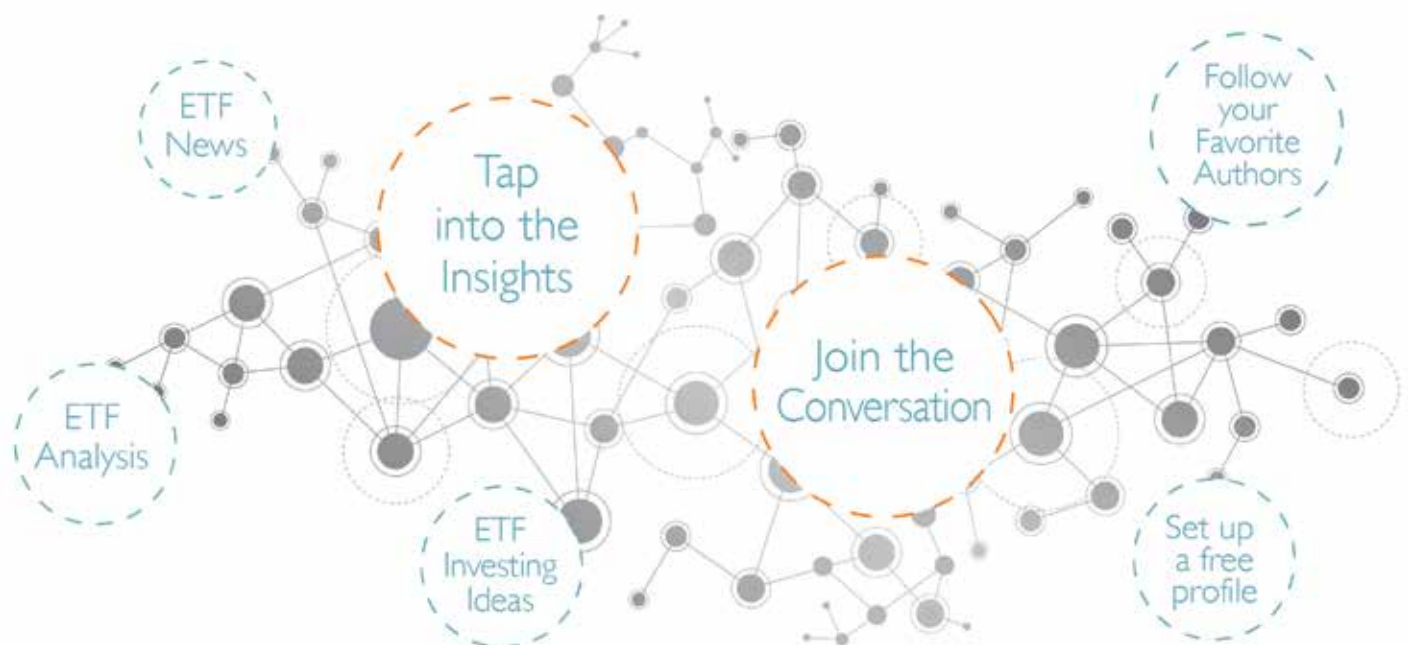 ETF
News
Tap
into the
Insights
Follow
your
Favorite
Authors
ETF
Analysis
Join the
Conversation
ETF
Investing
Ideas
Set up
a free
profile